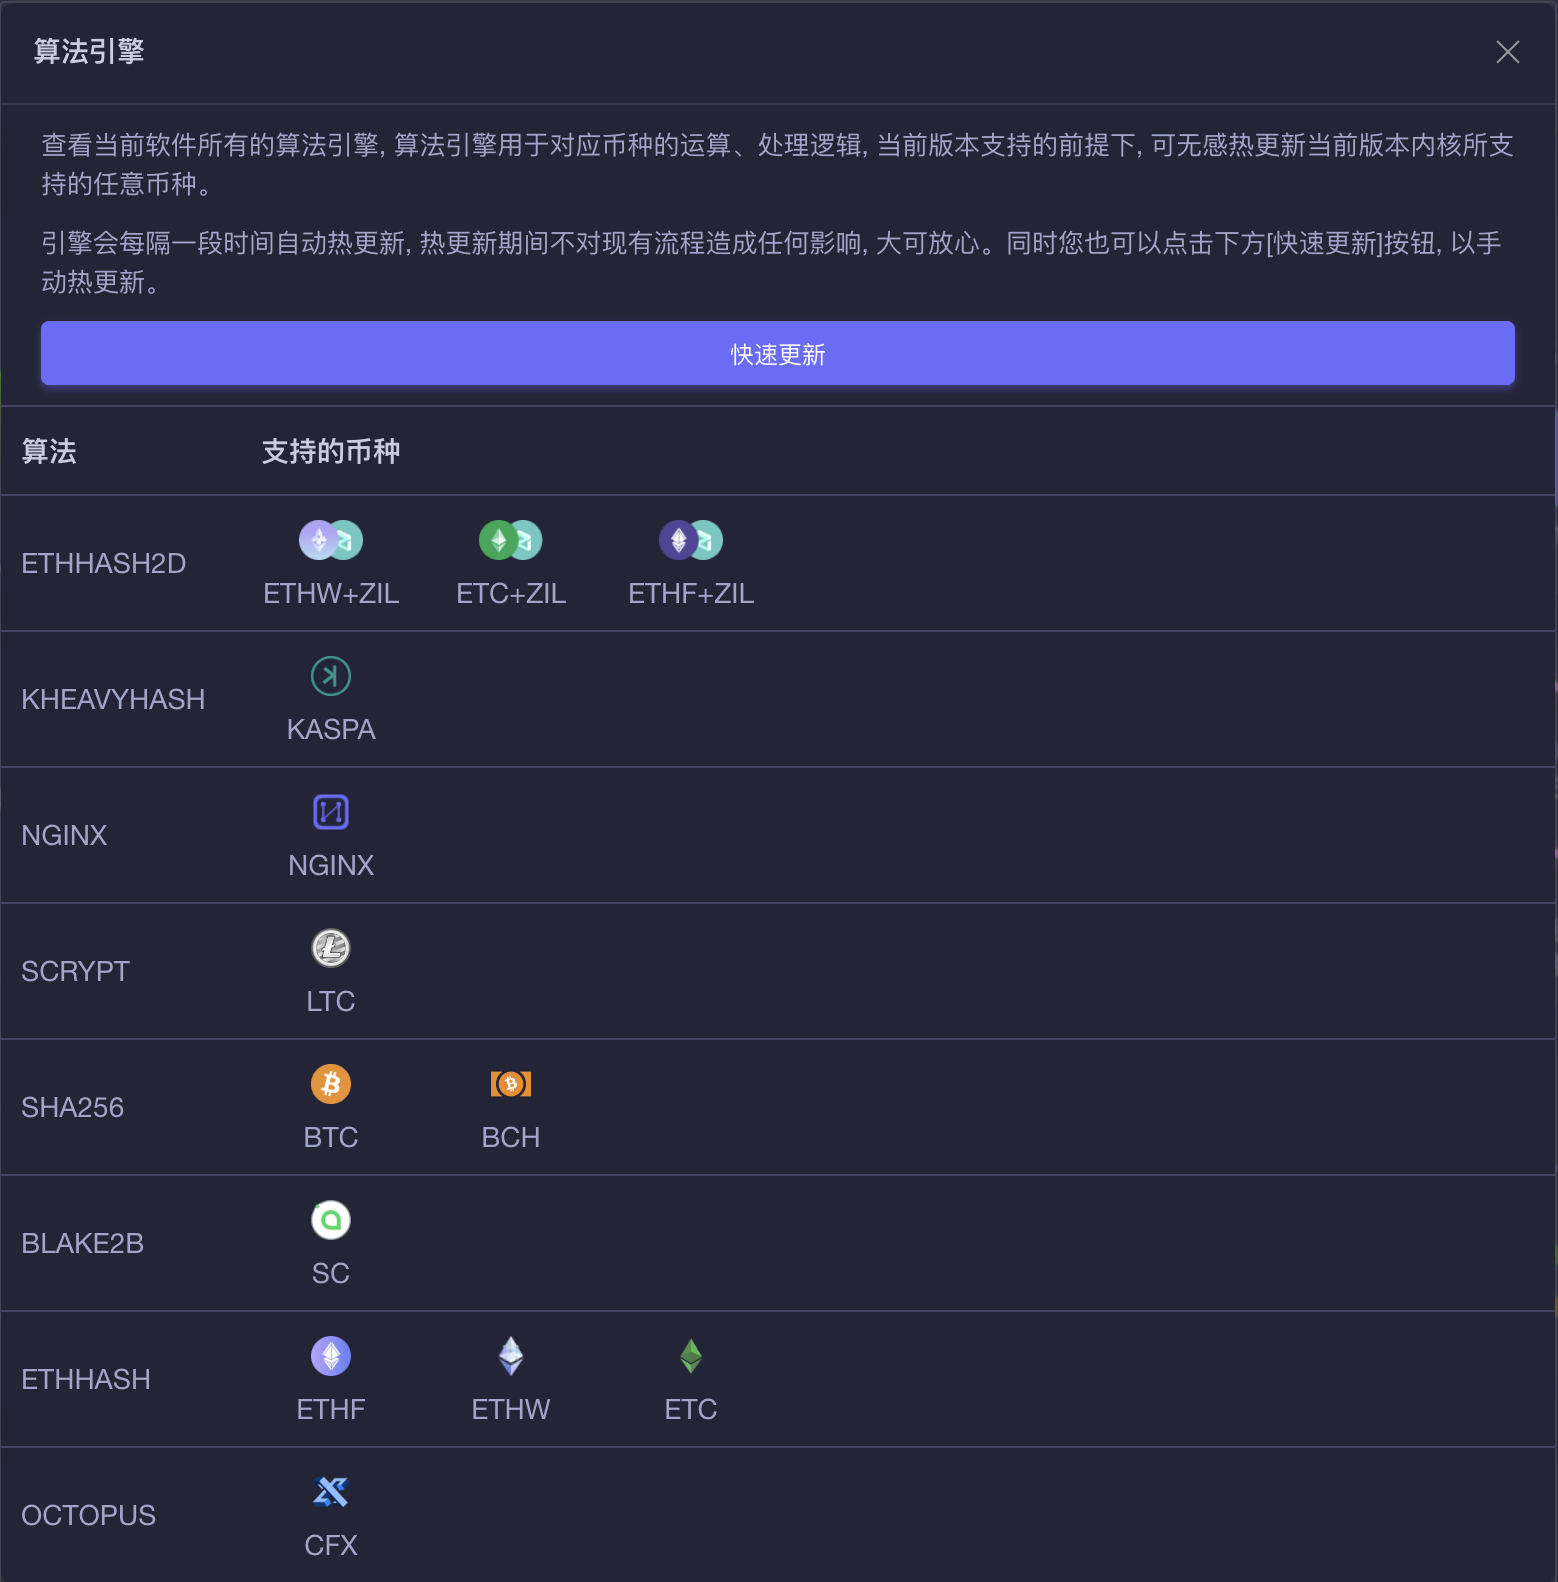 算法引擎
查看当前软件所有的算法引擎, 算法引擎用于对应币种的运算、处理逻辑, 当前版本支持的前提下, 可无感热更新当前版本内核所支
持的任意币种。
引擎会每隔一段时间自动热更新, 热更新期间不对现有流程造成任何影响, 大可放心。同时您也可以点击下方[快速更新]按钮, 以手
动热更新。
快速更新
算法 支持的币种
ETHHASH2D
ETHW+ZIL ETC+ZIL ETHF+ZIL
KHEAVYHASH
KASPA
NGINX
NGINX
SCRYPT
LTC
SHA256
BTC BCH
BLAKE2B
SC
ETHHASH
ETHF ETHW ETC
OCTOPUS
CFX